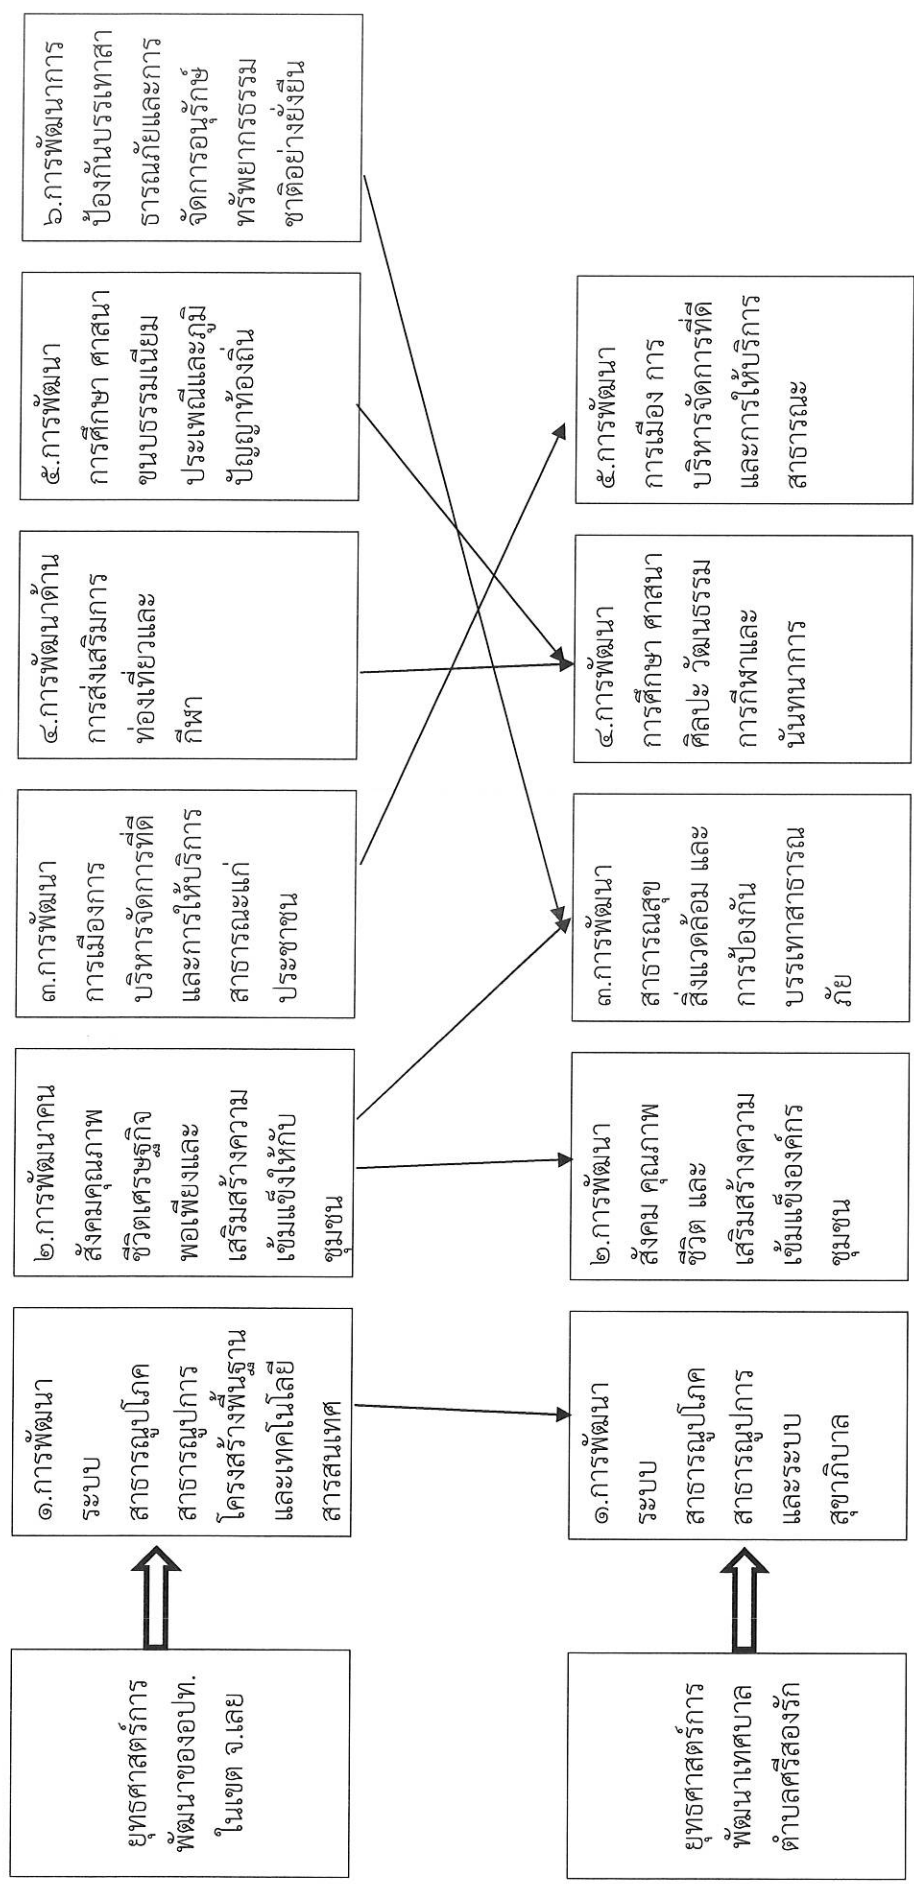 ยุทธศาสตร์การ
พัฒนาของอปท.
ในเขต จ.เลย
๑.การพัฒนา
ระบบ
สาธารณูปโภค
สาธารณูปการ
โครงสร้างพื้นฐาน
และเทคโนโลยี
สารสนเทศ
๒.การพัฒนาคน
สังคมคุณภาพ
ชีวิตเศรษฐกิจ
พอเพียงและ
เสริมสร้างความ
เข้มแข็งให้กับ
ชุมชน
๓.การพัฒนา
การเมืองการ
บริหารจัดการที่ดี
และการให้บริการ
สาธารณะแก่
ประชาชน
๔.การพัฒนาด้าน
การส่งเสริมการ
ท่องเที่ยวและ
กีฬา
๕.การพัฒนา
การศึกษา ศาสนา
ขนบธรรมเนียม
ประเพณีและภูมิ
ปัญญาท้องถิ่น
๖.การพัฒนาการ
ป้องกันบรรเทาสา
ธารณภัยและการ
จัดการอนุรักษ์
ทรัพยากรธรรม
ชาติอย่างยั่งยืน
ยุทธศาสตร์การ
พัฒนาเทศบาล
ตำบลศรีสองรัก
๑.การพัฒนา
ระบบ
สาธารณูปโภค
สาธารณูปการ
และระบบ
สุขาภิบาล
๒.การพัฒนา
สังคม คุณภาพ
ชีวิต และ
เสริมสร้างความ
เข้มแข็งองค์กร
ชุมชน
๓.การพัฒนา
สาธารณสุข
สิ่งแวดล้อม และ
การป้องกัน
บรรเทาสาธารณ
ภัย
๔.การพัฒนา
การศึกษา ศาสนา
ศิลปะ วัฒนธรรม
การกีฬาและ
นันทนาการ
๕.การพัฒนา
การเมือง การ
บริหารจัดการที่ดี
และการให้บริการ
สาธารณะ